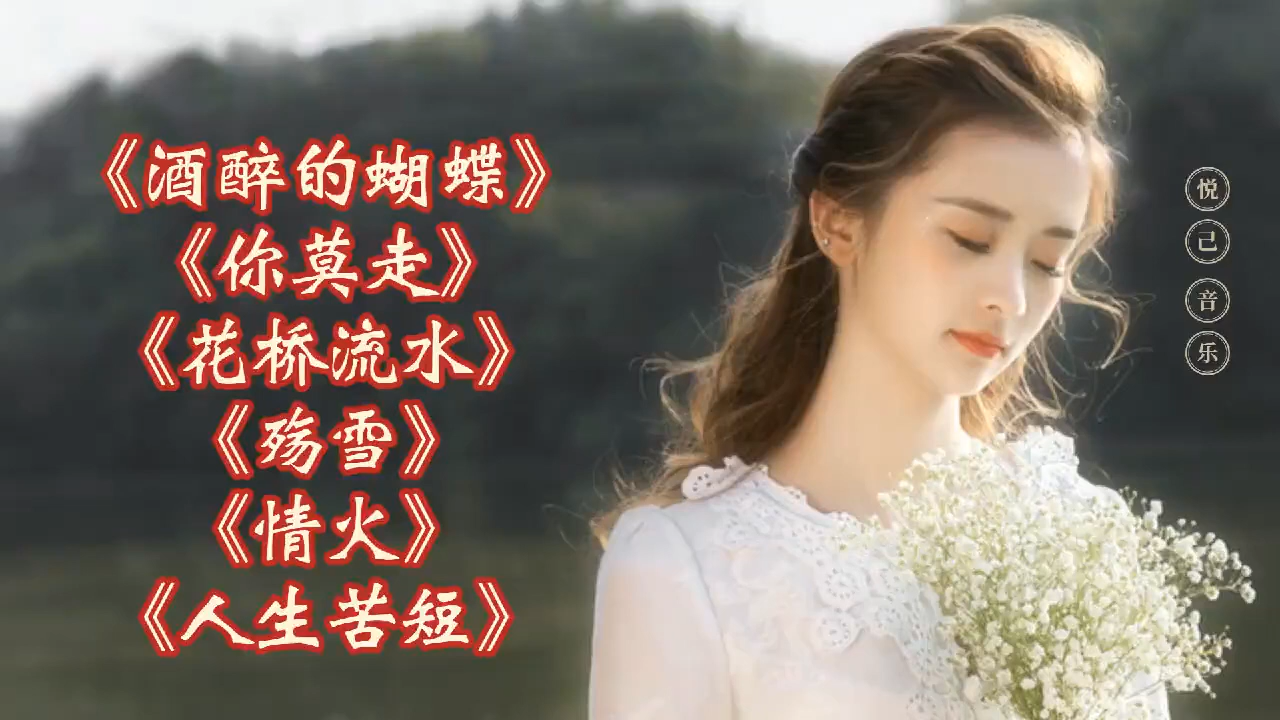 《酒醉的蝴蝶》
《你莫走》
《花桥流水》
《殇雪》
《情火》
《人生苦短》
悦己音乐